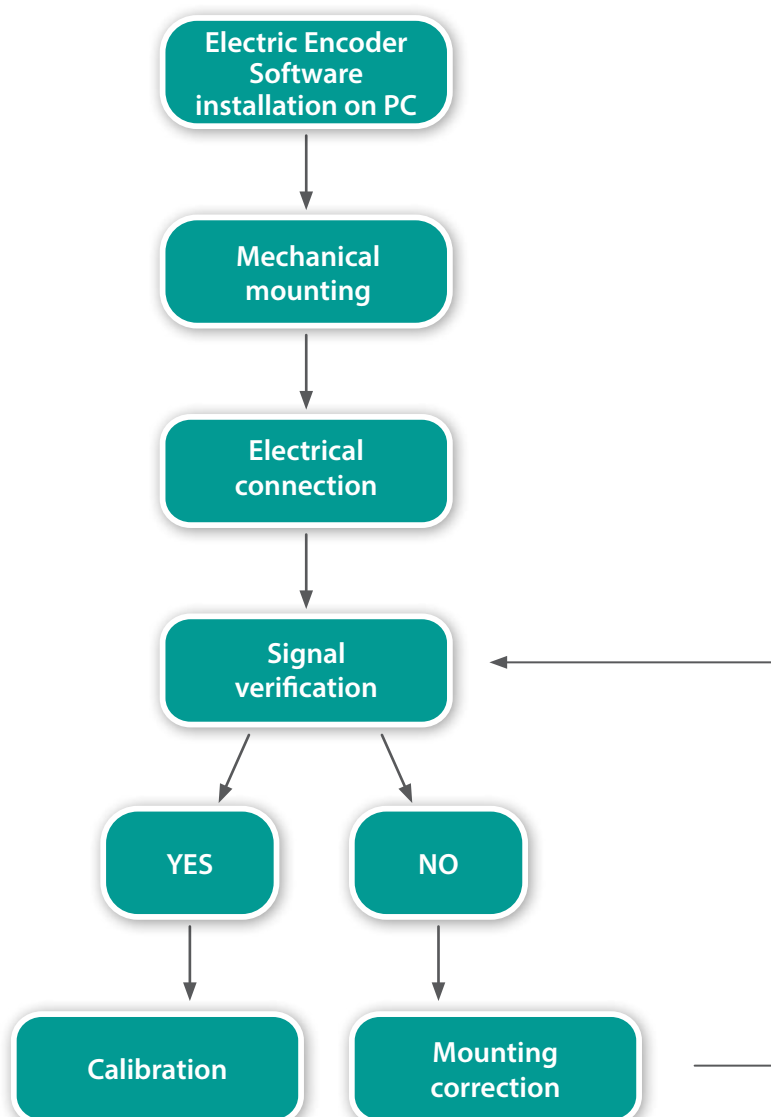 Electric Encoder
Software
installation on PC
Mechanical
mounting
Electrical
connection
Signal
verification
YES
NO
Calibration
Mounting
correction